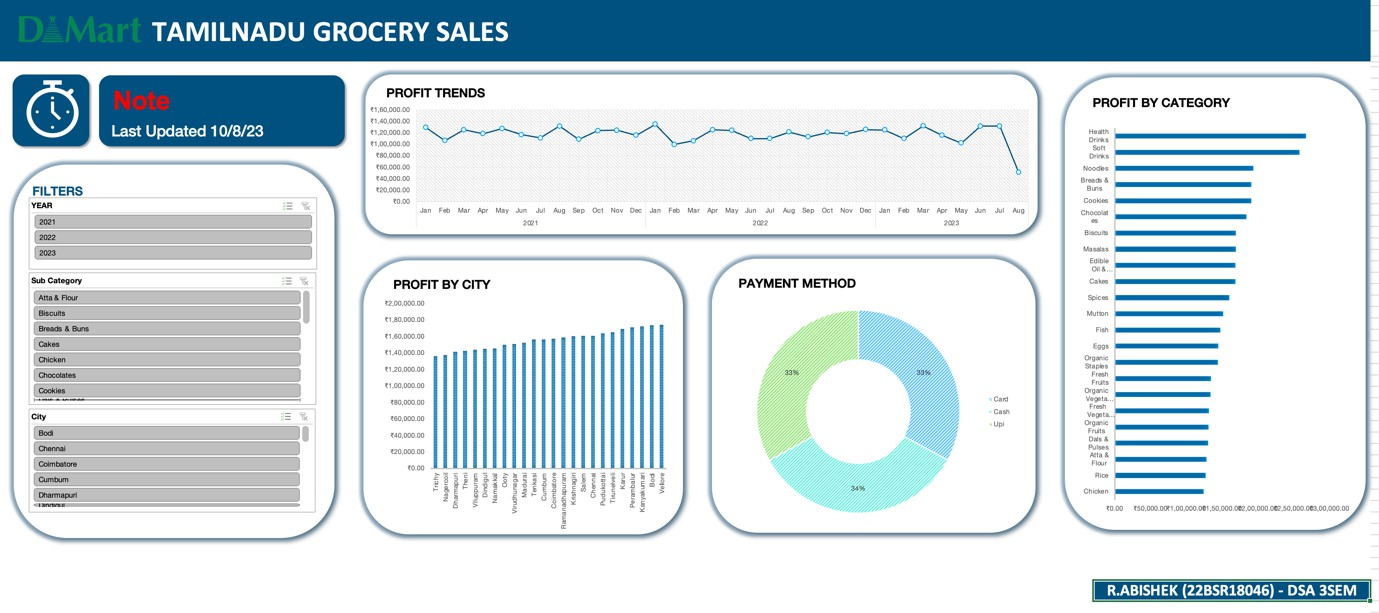 D Mart TAMILNADU GROCERY SALES
Note
Last Updated 10/8/23
FILTERS
YEAR
2021
2022
2023
Sub Category
Atta & Flour
Biscuits
Breads & Buns
Cakes
Chicken
Chocolates
Cookies
City
Bodi
Chennai
Coimbatore
Cumbum
Dharmapuri
Dindigul
PROFIT TRENDS
₹1,60,000.00
₹1,40,000.00
₹1,20,000.00
₹1,00,000.00
₹80,000.00
₹60,000.00
₹40,000.00
₹20,000.00
₹0.00
Jan Feb Mar Apr May Jun Jul Aug Sep Oct Nov Dec Jan Feb Mar Apr May Jun Jul Aug Sep Oct Nov Dec Jan Feb Mar Apr May Jun Jul Aug
2021 2022 2023
PROFIT BY CITY
₹2,00,000.00
₹1,80,000.00
₹1,60,000.00
₹1,40,000.00
₹1,20,000.00
₹1,00,000.00
₹80,000.00
₹60,000.00
₹40,000.00
₹20,000.00
₹0.00
Trichy
Nagercoil
Dharmapuri
Theni
Viluppuram
Dindigul
Namakkal
Ooty
Virudhunagar
Madurai
Tenkasi
Cumbum
Coimbatore
Ramanadhapuram
Krishnagiri
Salem
Chennai
Pudukottai
Tirunelveli
Karur
Perambalur
Kanyakumari
Bodi
Vellore
PAYMENT METHOD
33%
33%
34%
Card
Cash
Upi
PROFIT BY CATEGORY
Health
Drinks
Soft
Drinks
Noodles
Breads &
Buns
Cookies
Chocolat
es
Biscuits
Masalas
Edible
Oil &...
Cakes
Spices
Mutton
Fish
Eggs
Organic
Staples
Fresh
Fruits
Organic
Vegeta...
Fresh
Vegeta...
Organic
Fruits
Dals &
Pulses
Atta &
Flour
Rice
Chicken
₹0.00 ₹50,000.00 ₹1,00,000.00 ₹1,50,000.00 ₹2,00,000.00 ₹2,50,000.00 ₹3,00,000.00
R.ABISHEK (22BSR18046) - DSA 3SEM